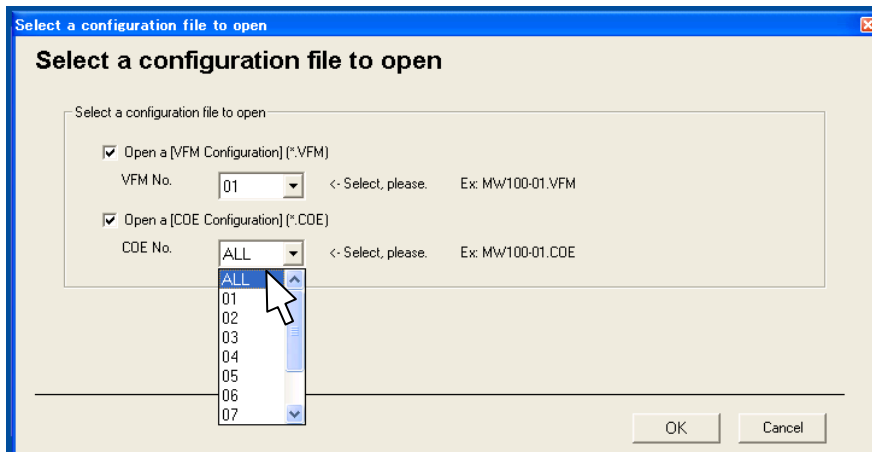 Select a configuration file to open
Select a configuration file to open
Select a configuration file to open
Open a [VFM Configuration] (*.VFM)
VFM No. 01 <- Select, please. Ex: MW100-01.VFM
Open a [COE Configuration] (*.COE)
COE No. ALL <- Select, please. Ex: MW100-01.COE
ALL
01
02
03
04
05
06
07
OK Cancel